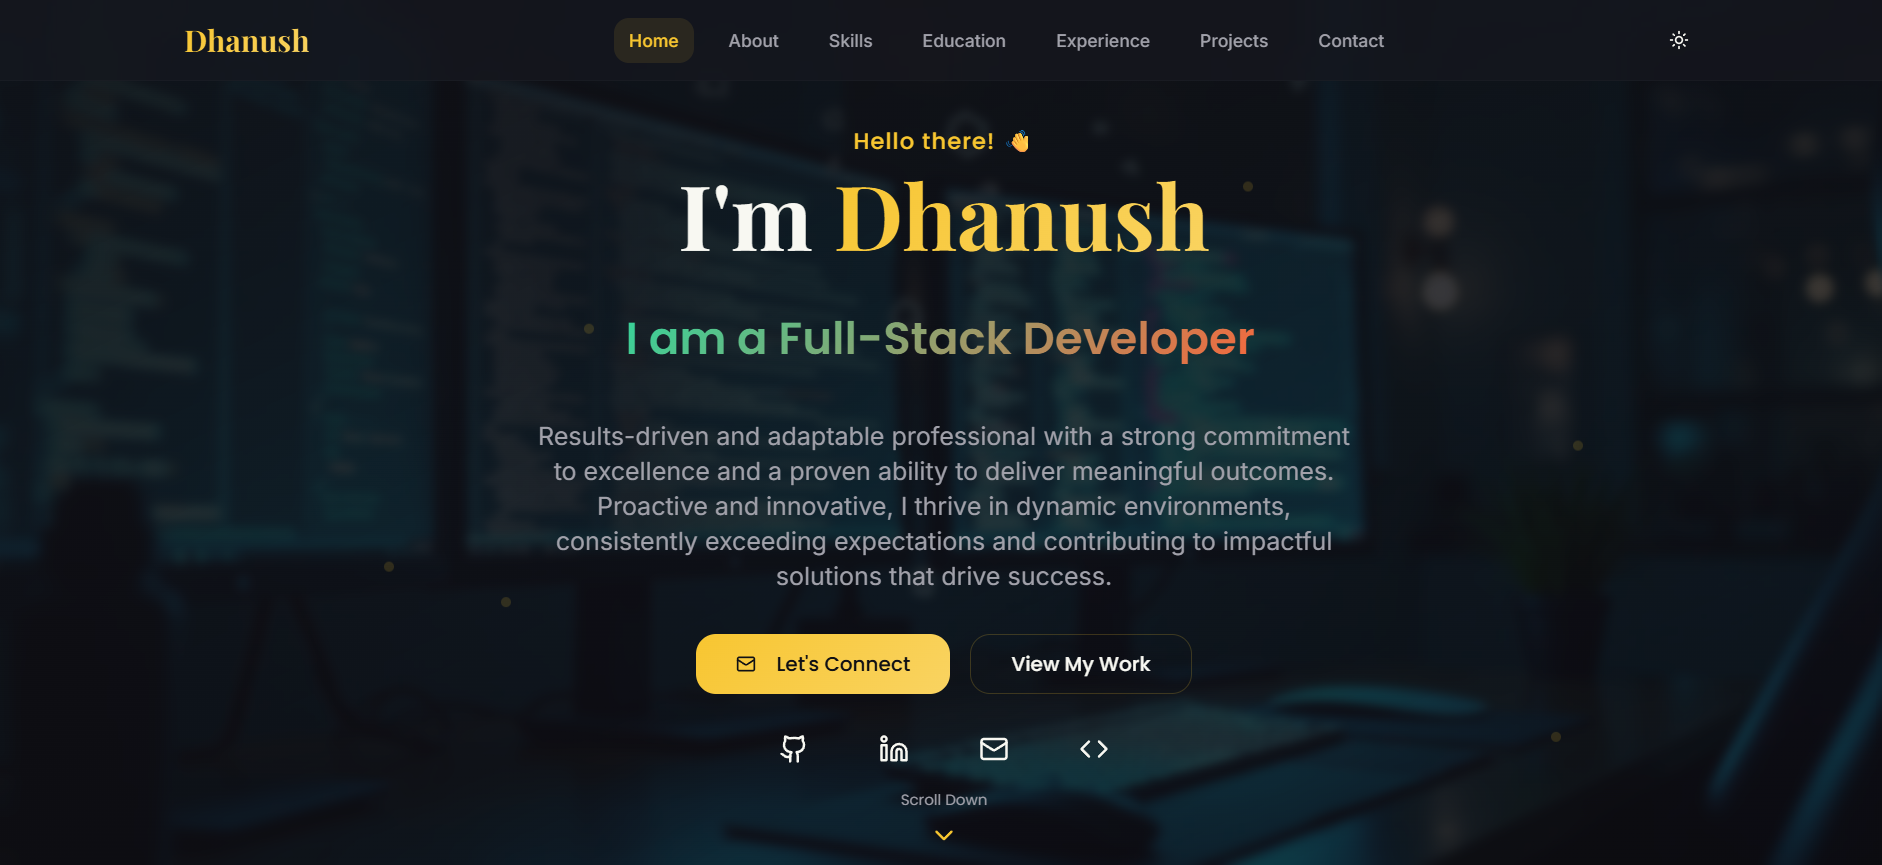 Dhanush
Home About Skills Education Experience Projects Contact
Hello there! 👋
I'm Dhanush
I am a Full-Stack Developer
Results-driven and adaptable professional with a strong commitment
to excellence and a proven ability to deliver meaningful outcomes.
Proactive and innovative, I thrive in dynamic environments,
consistently exceeding expectations and contributing to impactful
solutions that drive success.
Let's Connect
View My Work
Scroll Down